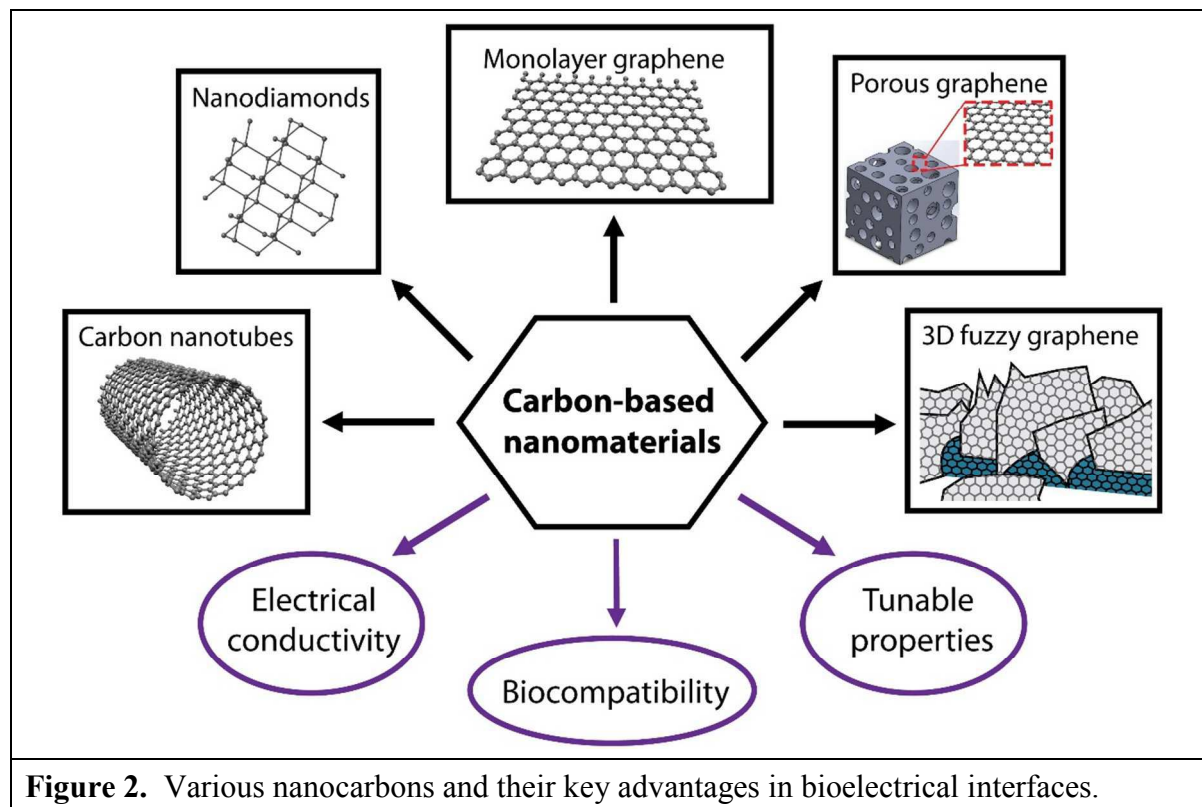 Monolayer graphene
Nanodiamonds
Porous graphene
Carbon nanotubes
3D fuzzy graphene
Carbon-based
nanomaterials
Electrical
conductivity
Biocompatibility
Tunable
properties
Figure 2. Various nanocarbons and their key advantages in bioelectrical interfaces.